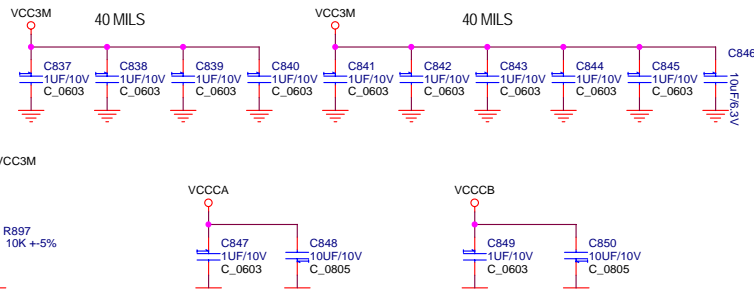 VCC3M
40 MILS
VCC3M
40 MILS
C837
1UF/10V
C_0603
C838
1UF/10V
C_0603
C839
1UF/10V
C_0603
C840
1UF/10V
C_0603
C841
1UF/10V
C_0603
C842
1UF/10V
C_0603
C843
1UF/10V
C_0603
C844
1UF/10V
C_0603
C845
1UF/10V
C_0603
C846
10uF/6.3V
VCC3M
R897
10K +-5%
VCCCA
C847
1UF/10V
C_0603
C848
10UF/10V
C_0805
VCCCB
C849
1UF/10V
C_0603
C850
10UF/10V
C_0805